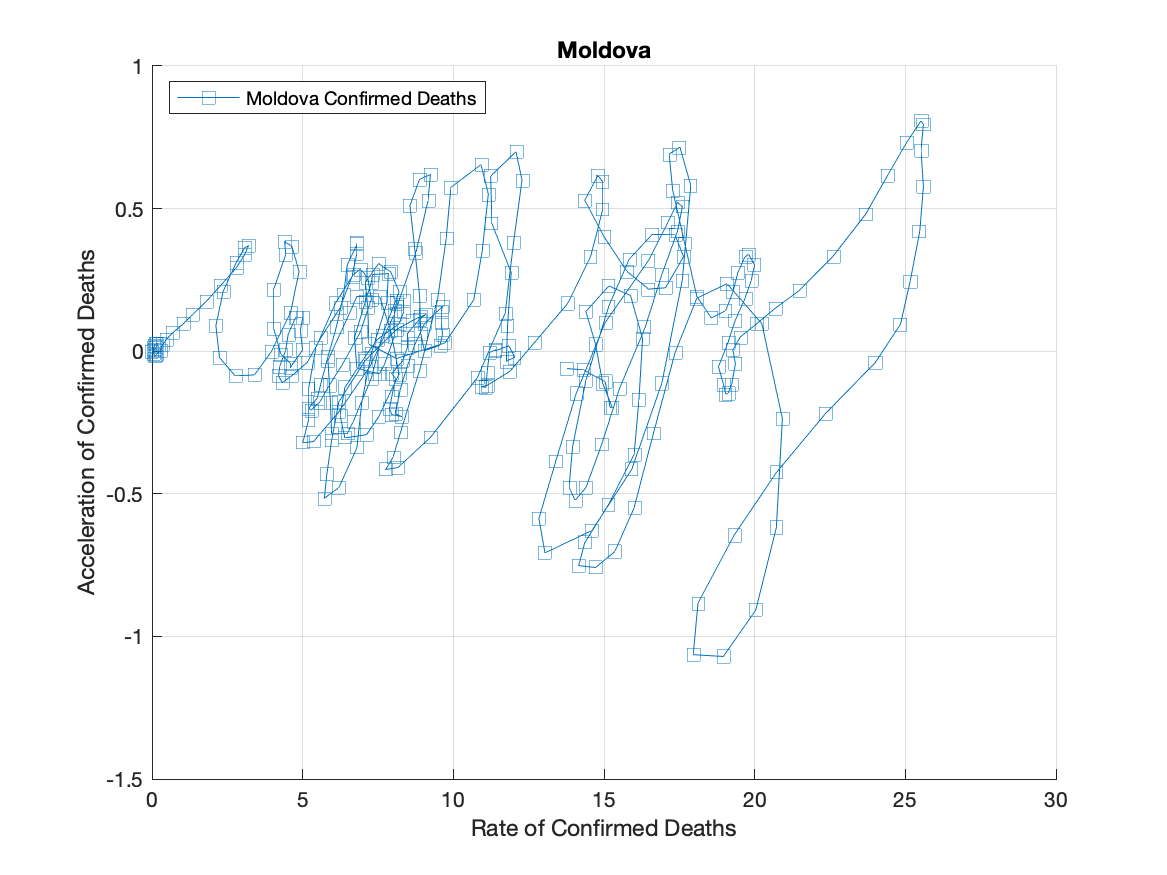 Moldova
Moldova Confirmed Deaths
1
0.5
0
-0.5
-1
-1.5
Acceleration of Confirmed Deaths
0 5 10 15 20 25 30
Rate of Confirmed Deaths